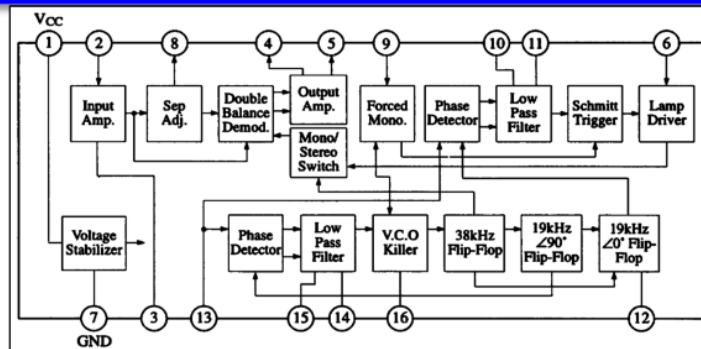 VCC
1
2
8
4
5
9
10
11
6
Input
Amp.
Sep
Adj.
Double
Balance
Demod.
Output
Amp.
Forced
Mono.
Phase
Detector
Low
Pass
Filter
Schmitt
Trigger
Lamp
Driver
Mono/
Stereo
Switch
Voltage
Stabilizer
Phase
Detector
Low
Pass
Filter
V.C.O
Killer
38kHz
Flip-Flop
19kHz
∠90°
Flip-Flop
19kHz
∠0° Flip-
Flop
7
3
13
15
14
16
12
GND